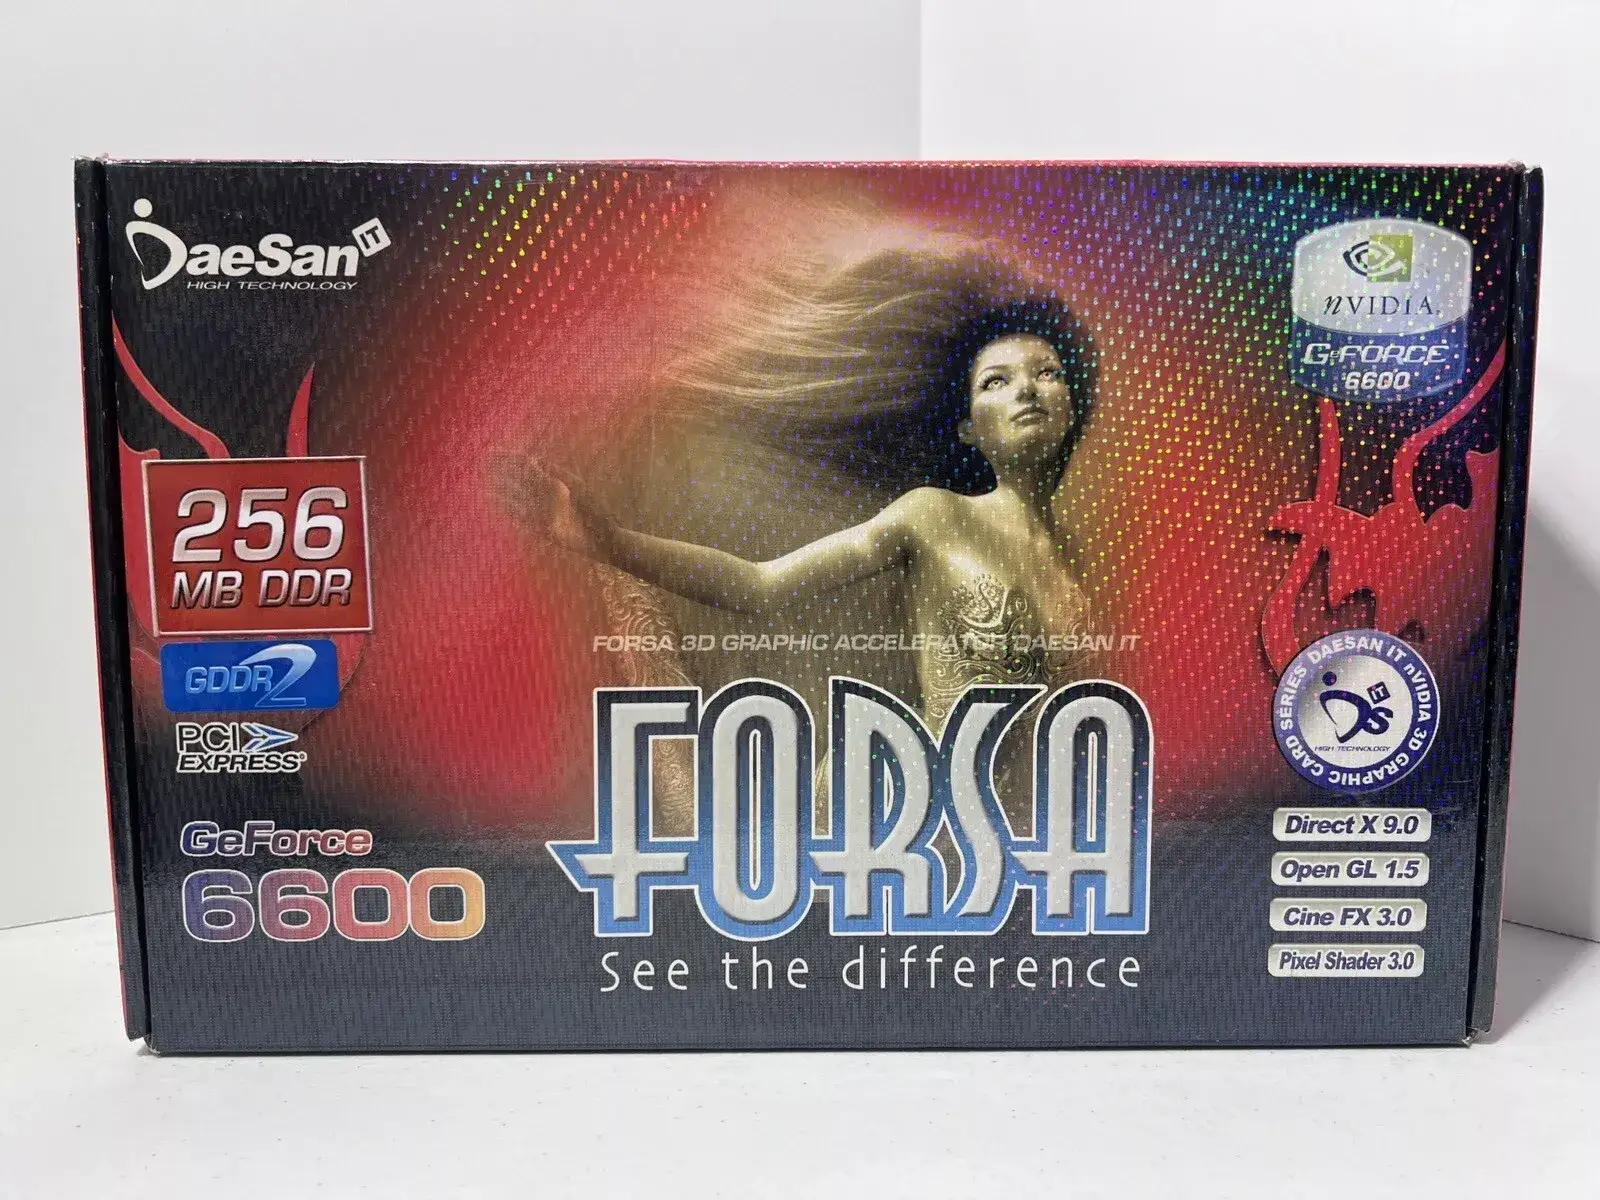 DaeSan IT
HIGH TECHNOLOGY
nVIDIA.
GeFORCE
6600
256
MB DDR
GDDR2
PCI
EXPRESS
GeForce
6600
FORSA 3D GRAPHIC ACCELERATOR DAESAN IT
FORSA
See the difference
DAESAN IT nVIDIA 3D GRAPHIC CARD SERIES
IT
DS
HIGH TECHNOLOGY
Direct X 9.0
Open GL 1.5
Cine FX 3.0
Pixel Shader 3.0